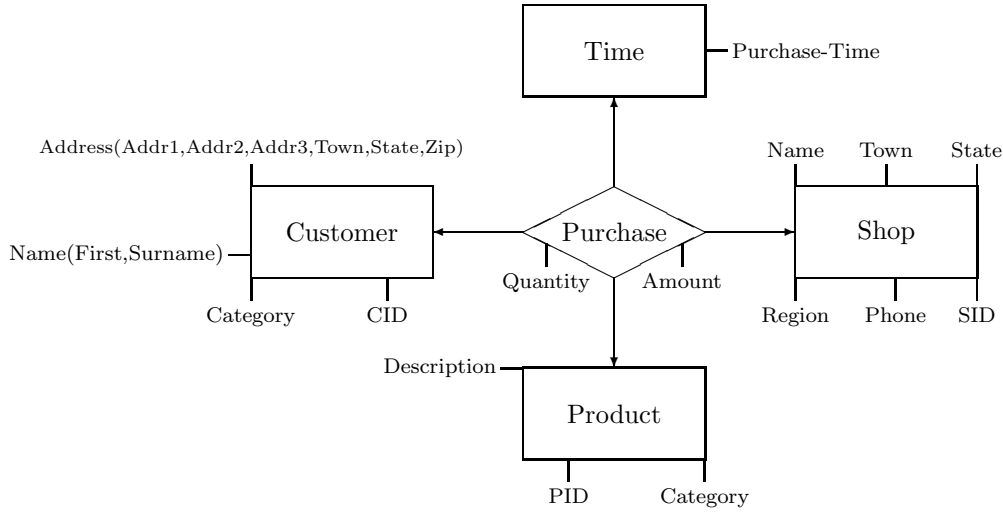 Time
Purchase-Time
Address(Addr1,Addr2,Addr3,Town,State,Zip)
Name Town State
Customer
Purchase
Shop
Name(First,Surname)
Quantity Amount
Category CID
Region Phone SID
Description
Product
PID Category